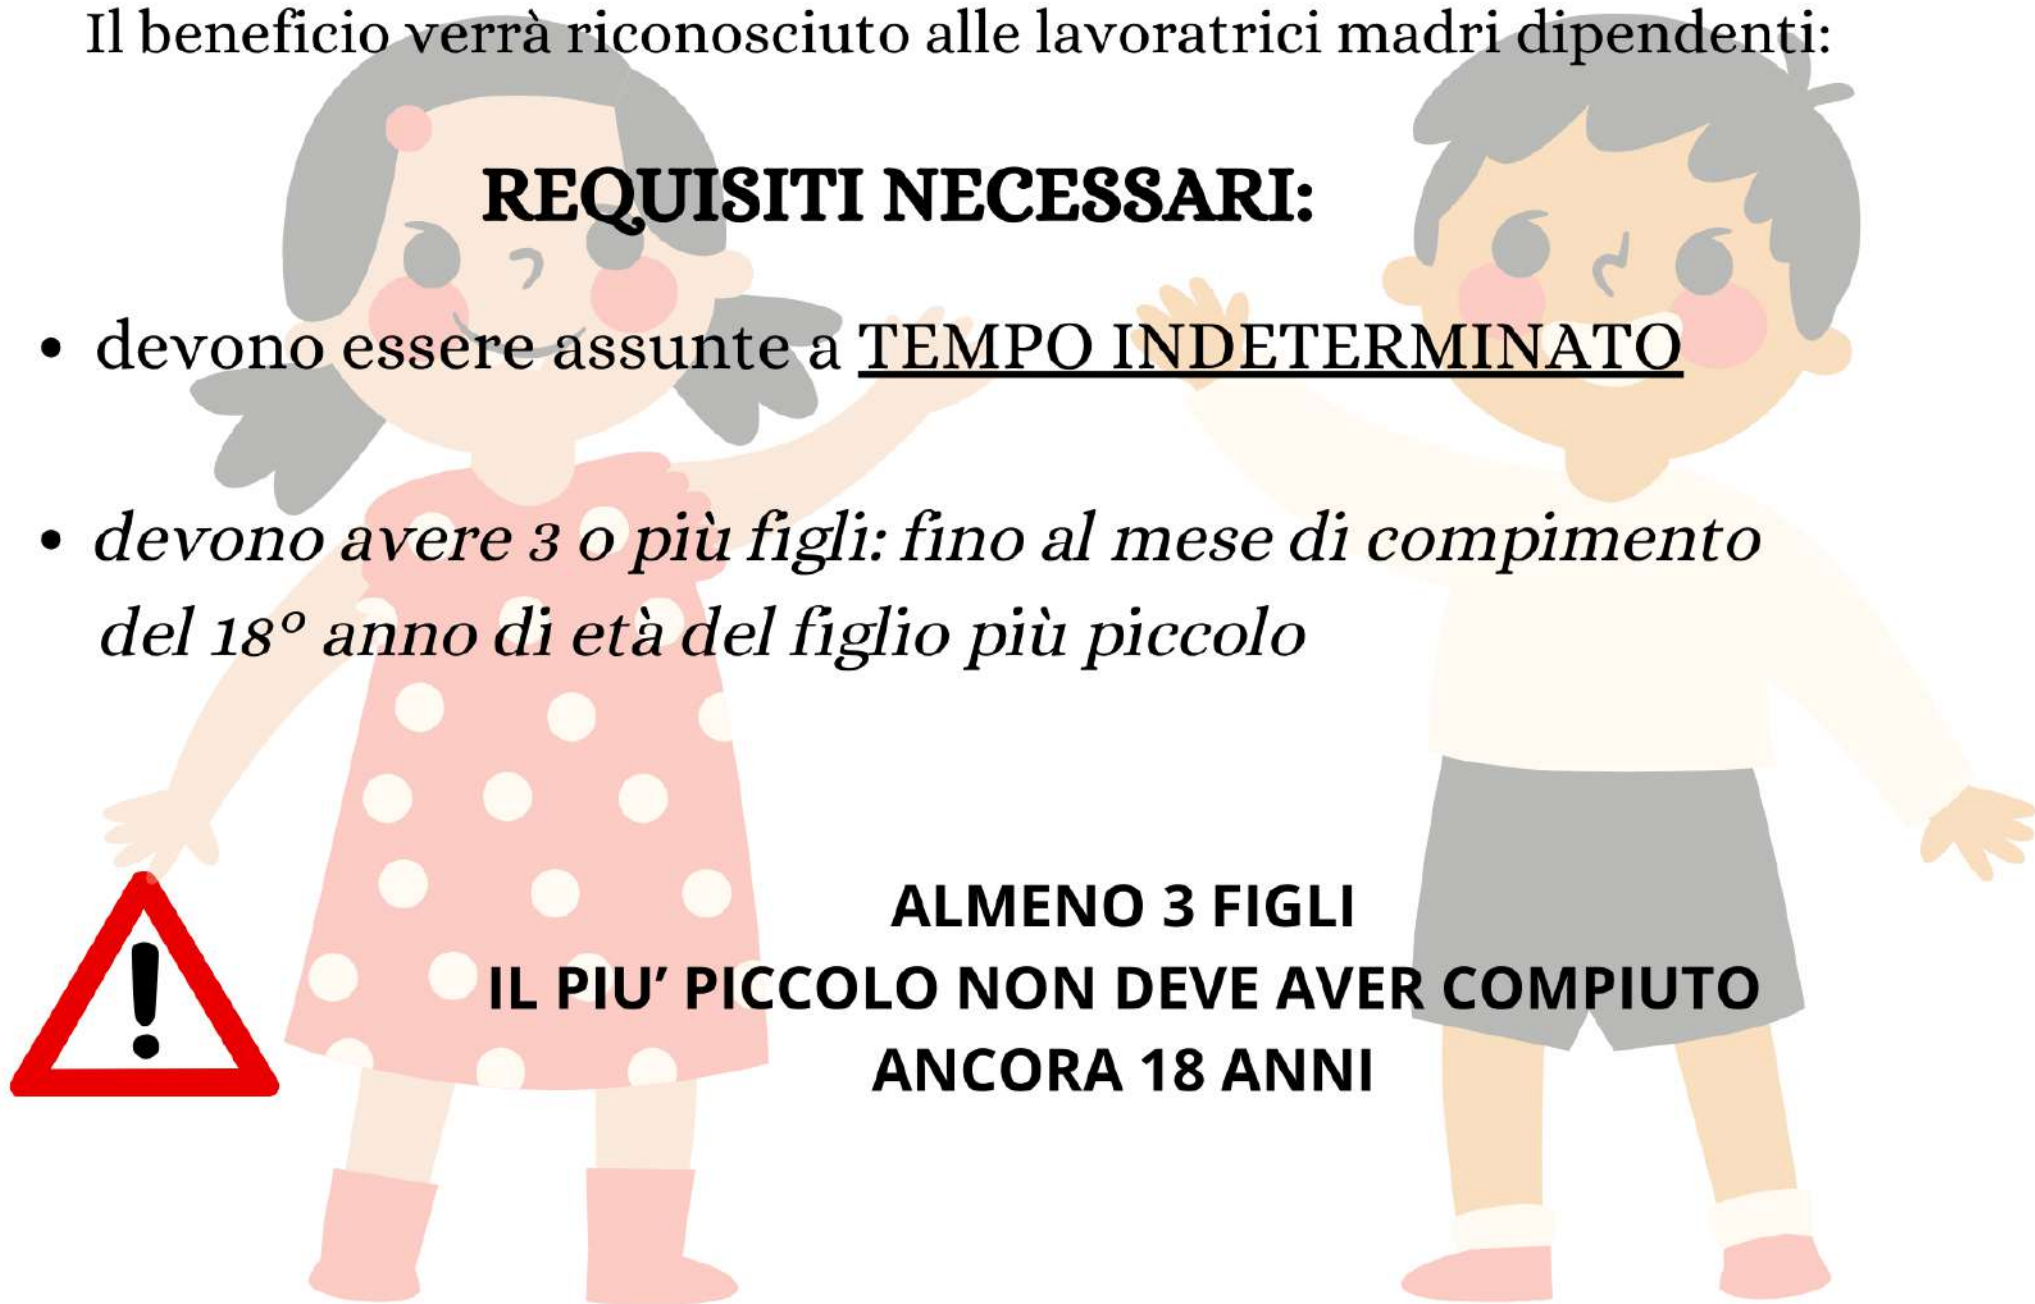 Il beneficio verrà riconosciuto alle lavoratrici madri dipendenti:
REQUISITI NECESSARI:
• devono essere assunte a TEMPO INDETERMINATO
• devono avere 3 o più figli: fino al mese di compimento
del 18° anno di età del figlio più piccolo
ALMENO 3 FIGLI
IL PIU’ PICCOLO NON DEVE AVER COMPIUTO
ANCORA 18 ANNI